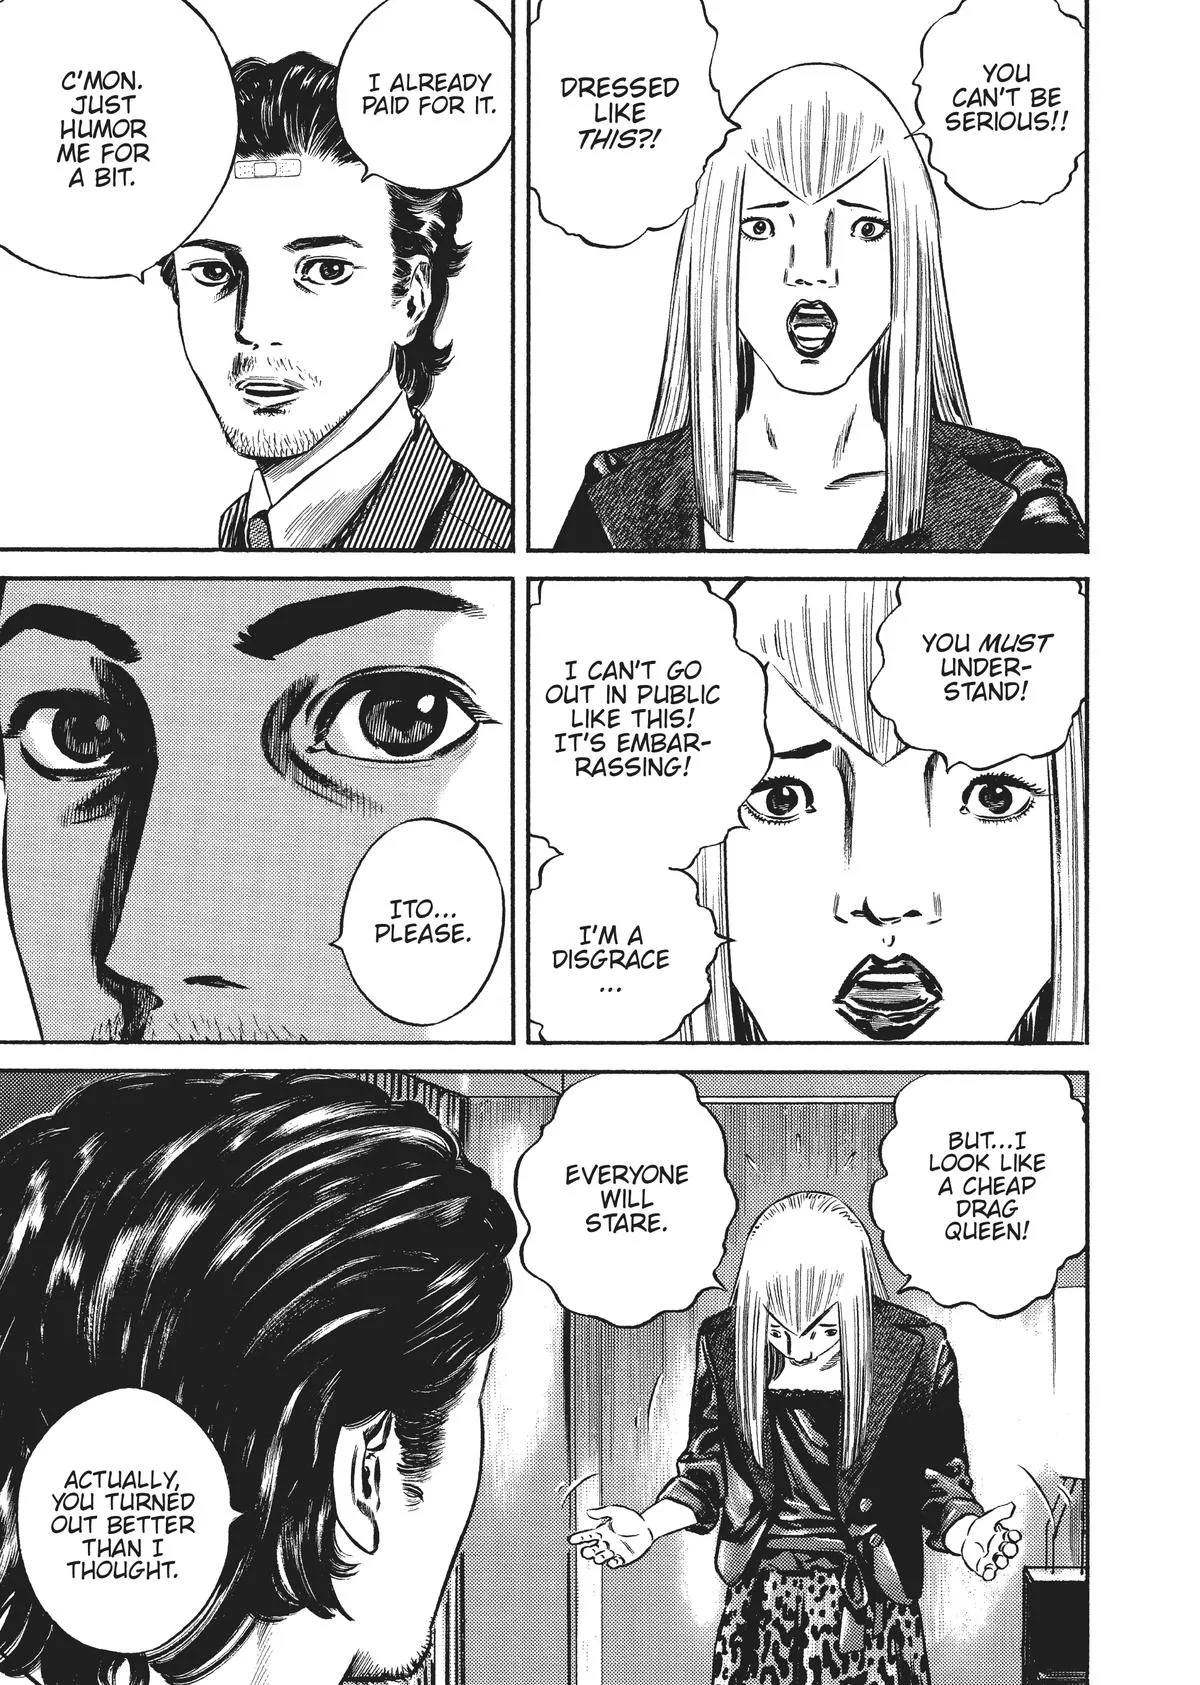 YOU
CAN'T BE
SERIOUS!!
DRESSED
LIKE
THIS?!
I ALREADY
PAID FOR IT.
C'MON.
JUST
HUMOR
ME FOR
A BIT.
YOU MUST
UNDER-
STAND!
I CAN'T GO
OUT IN PUBLIC
LIKE THIS!
IT'S EMBAR-
RASSING!
I'M A
DISGRACE
...
ITO...
PLEASE.
BUT...I
LOOK LIKE
A CHEAP
DRAG
QUEEN!
EVERYONE
WILL
STARE.
ACTUALLY,
YOU TURNED
OUT BETTER
THAN I
THOUGHT.